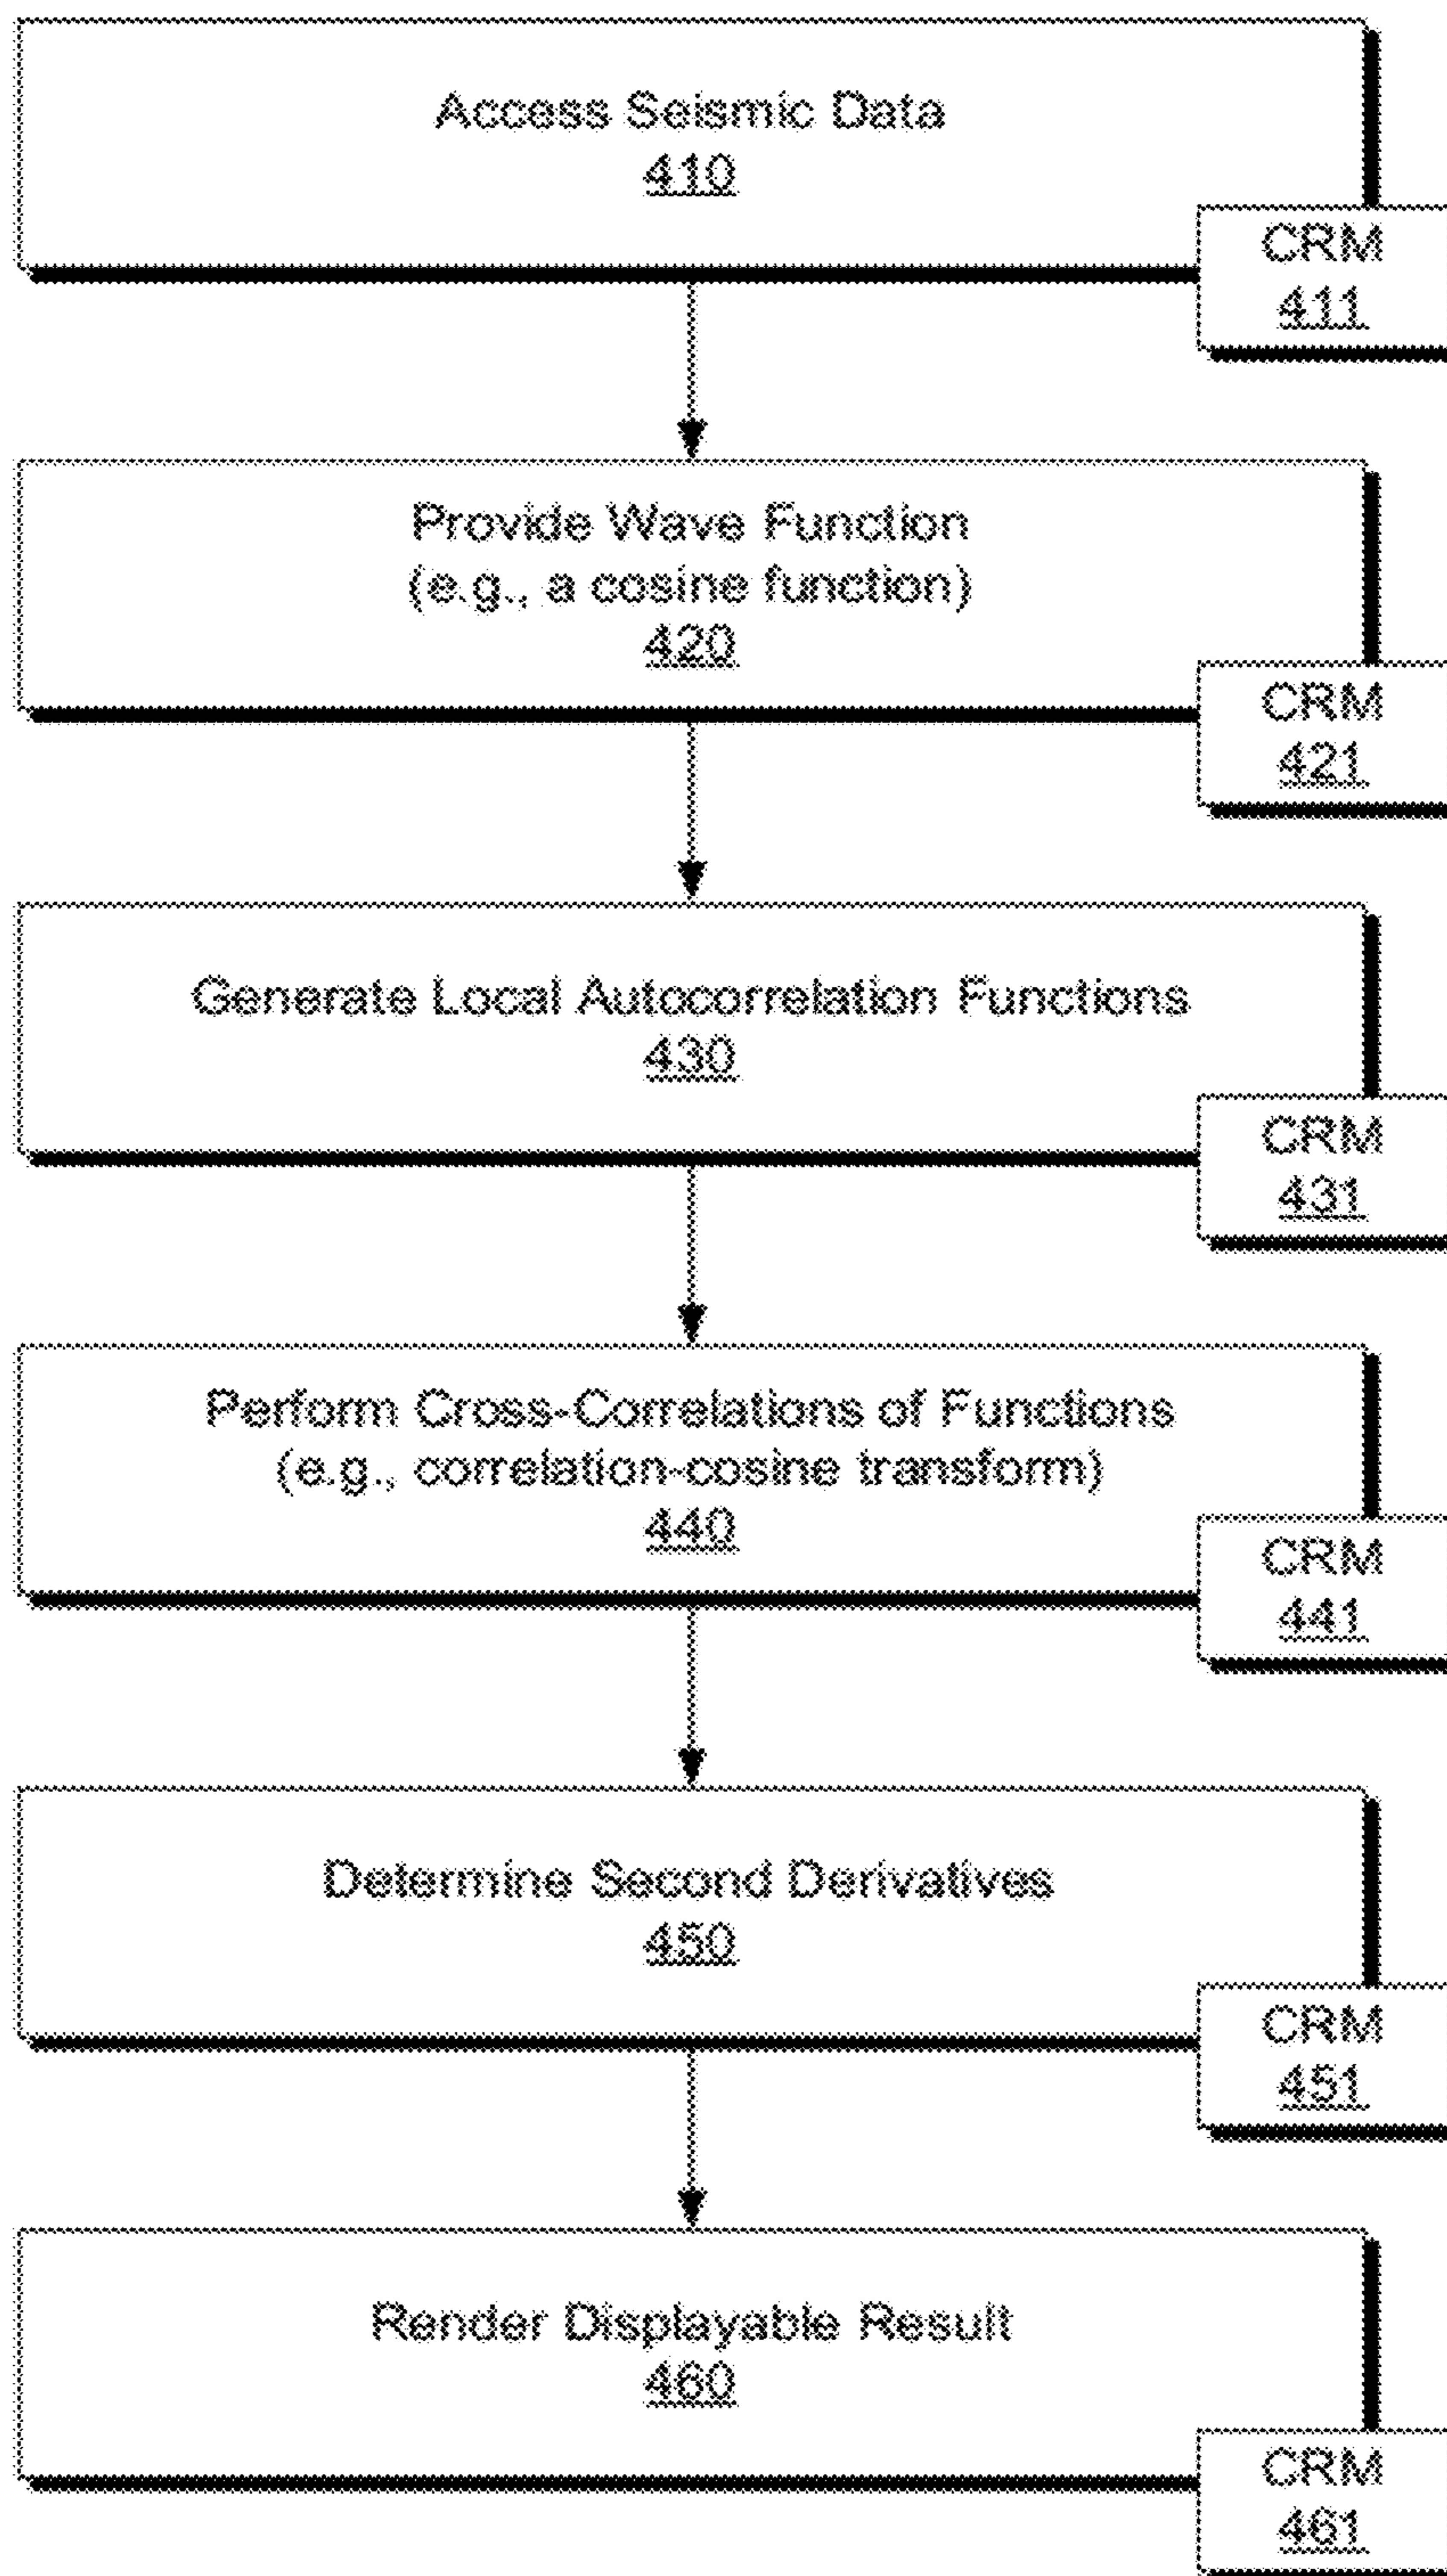 Access Seismic Data
410
CRM
411
Provide Wave Function
(e.g., a cosine function)
420
CRM
421
Generate Local Autocorrelation Functions
430
CRM
431
Perform Cross-Correlations of Functions
(e.g., correlation-cosine transform)
440
CRM
441
Determine Second Derivatives
450
CRM
451
Render Displayable Result
460
CRM
461